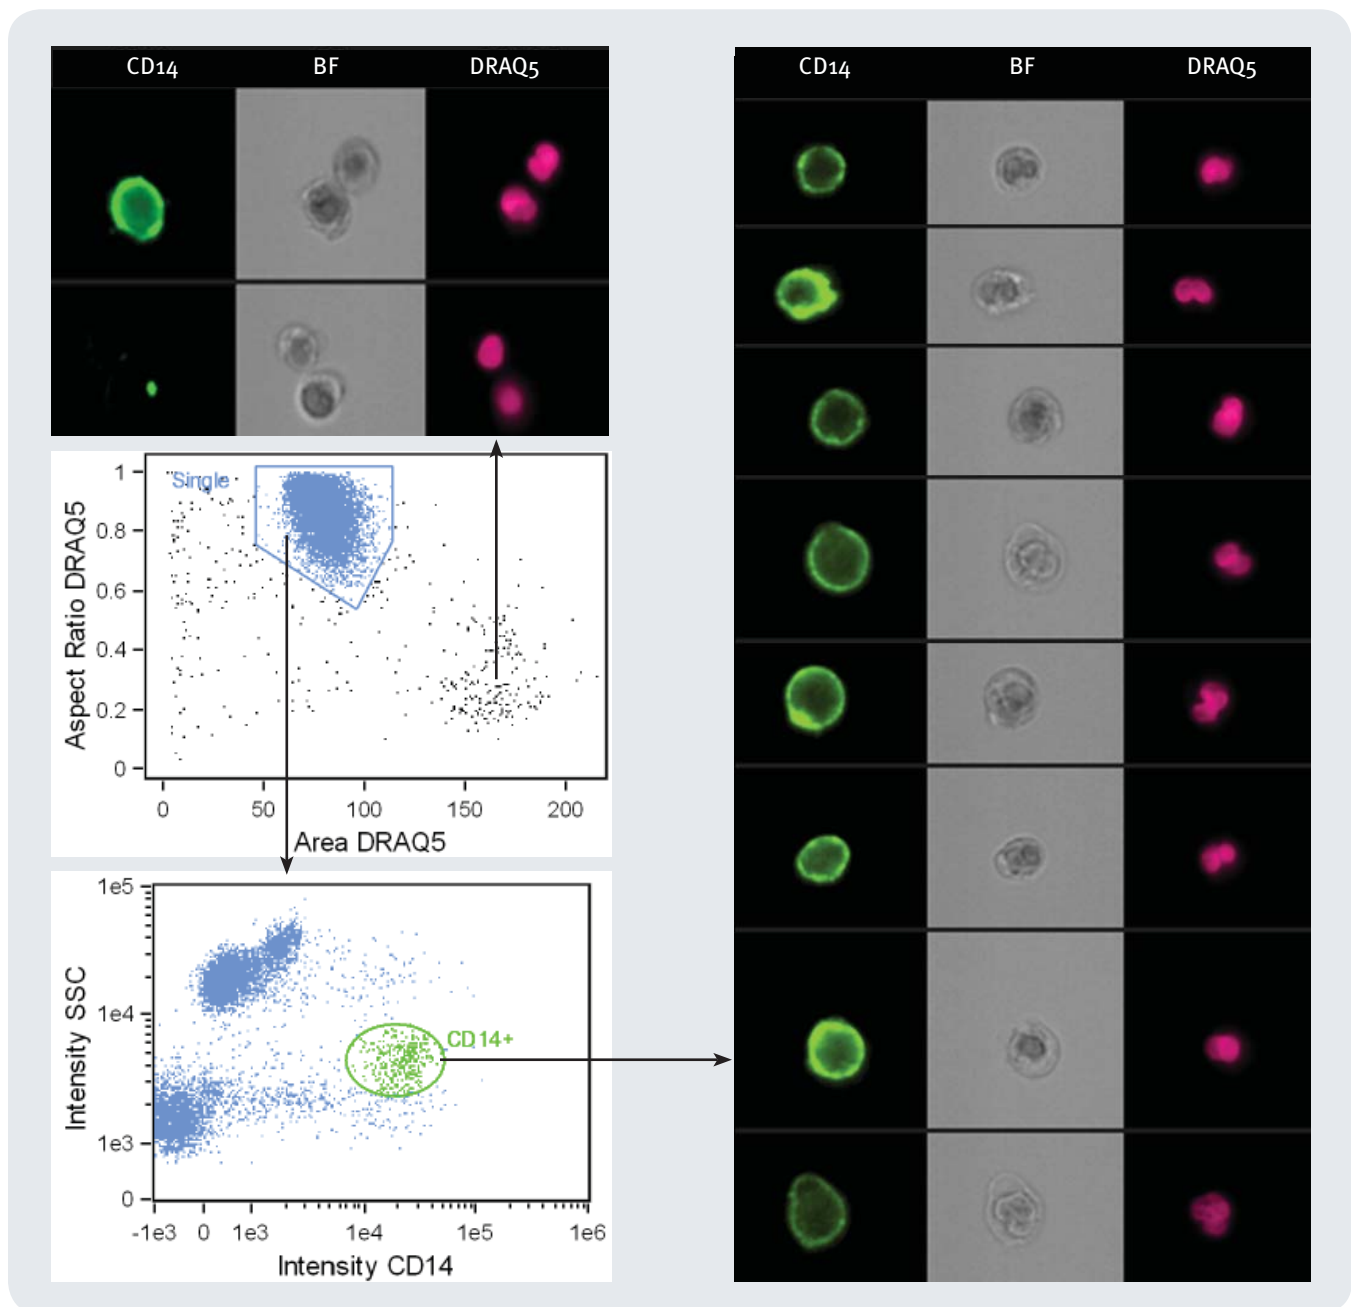 CD14 BF DRAQ5
CD14 BF DRAQ5
Single
1
0.8
0.6
0.4
0.2
0
Aspect Ratio DRAQ5
0 50 100 150 200
Area DRAQ5
1e5
1e4
1e3
0
Intensity SSC
CD14+
-1e3 0 1e3 1e4 1e5 1e6
Intensity CD14